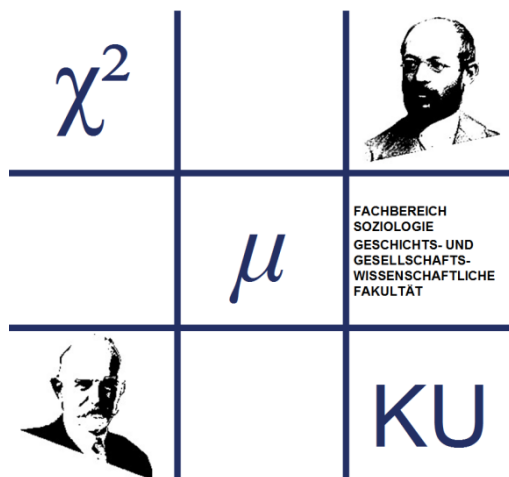 χ²
FACHBEREICH
SOZIOLOGIE
GESCHICHTS- UND
GESELLSCHAFTS-
WISSENSCHAFTLICHE
FAKULTÄT
μ
KU